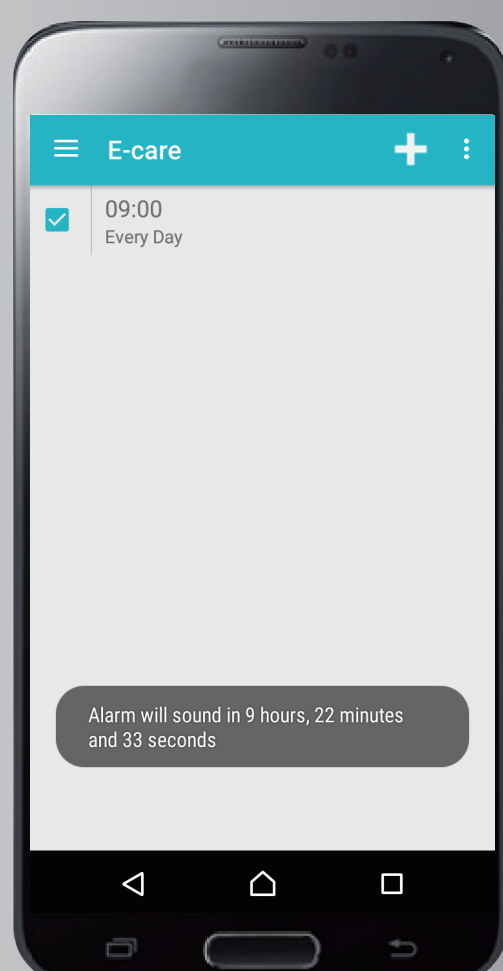 E-care
09:00
Every Day
Alarm will sound in 9 hours, 22 minutes
and 33 seconds